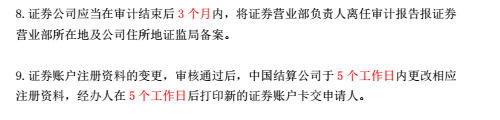 8.证券公司应当在审计结束后 3 个月内，将证券营业部负责人离任审计报告报证券
营业部所在地及公司住所地证监局备案。
9.证券账户注册资料的变更，审核通过后，中国结算公司于 5 个工作日内更改相应
注册资料，经办人在 5 个工作日后打印新的证券账户卡交申请人。